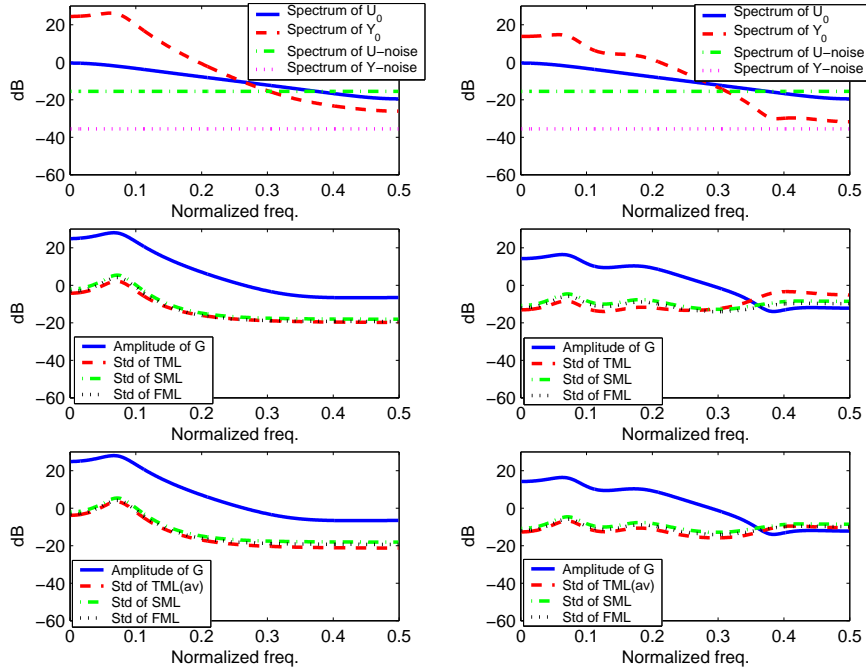 20
0
−20
−40
−60
dB
0
0.1
0.2
0.3
0.4
0.5
Normalized freq.
Spectrum of U0
Spectrum of Y0
Spectrum of U−noise
Spectrum of Y−noise
20
0
−20
−40
−60
dB
0
0.1
0.2
0.3
0.4
0.5
Normalized freq.
Spectrum of U0
Spectrum of Y0
Spectrum of U−noise
Spectrum of Y−noise
20
0
−20
−40
−60
dB
0
0.1
0.2
0.3
0.4
0.5
Normalized freq.
Amplitude of G
Std of TML
Std of SML
Std of FML
20
0
−20
−40
−60
dB
0
0.1
0.2
0.3
0.4
0.5
Normalized freq.
Amplitude of G
Std of TML
Std of SML
Std of FML
20
0
−20
−40
−60
dB
0
0.1
0.2
0.3
0.4
0.5
Normalized freq.
Amplitude of G
Std of TML(av)
Std of SML
Std of FML
20
0
−20
−40
−60
dB
0
0.1
0.2
0.3
0.4
0.5
Normalized freq.
Amplitude of G
Std of TML(av)
Std of SML
Std of FML